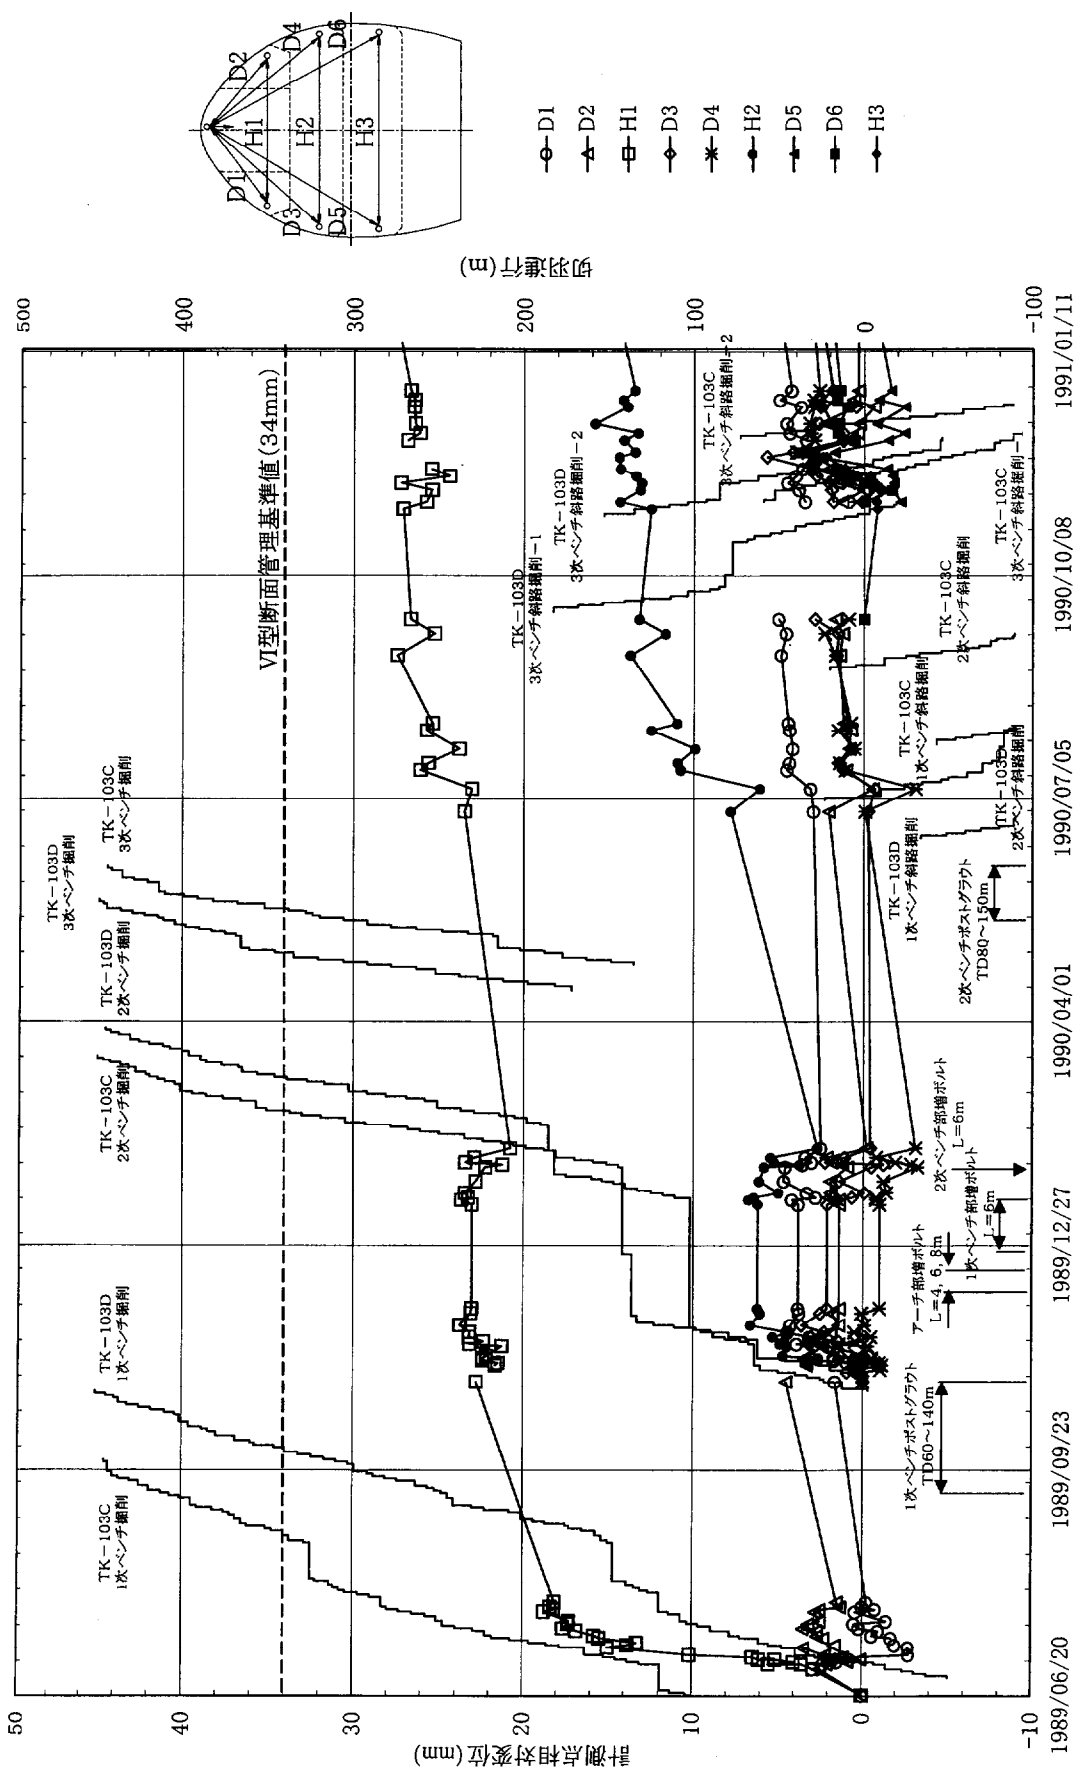 D1
D2
H1
D3
D4
H2
D5
D6
H3
D1
D2
H1
D3
D4
H2
D5
D6
H3
切羽進行(m)
500
400
300
200
100
0
-100
計測点相対変位(mm)
50
40
30
20
10
0
-10
1989/06/20
1989/09/23
1989/12/27
1990/04/01
1990/07/05
1990/10/08
1991/01/11
VI型断面管理基準値(34mm)
TK-103C
1次ベンチ掘削
TK-103D
1次ベンチ掘削
TK-103C
2次ベンチ掘削
TK-103D
2次ベンチ掘削
TK-103D
3次ベンチ掘削
TK-103C
3次ベンチ掘削
TK-103D
3次ベンチ斜路掘削-1
TK-103D
3次ベンチ斜路掘削-2
TK-103C
3次ベンチ斜路掘削-2
TK-103C
3次ベンチ斜路掘削-1
TK-103C
2次ベンチ斜路掘削
TK-103C
1次ベンチ斜路掘削
TK-103D
2次ベンチ斜路掘削
TK-103D
1次ベンチ斜路掘削
2次ベンチポストグラウト
TD80～150m
2次ベンチ部増ボルト
L=6m
1次ベンチ部増ボルト
L=6m
アーチ部増ボルト
L=4, 6, 8m
1次ベンチポストグラウト
TD60～140m